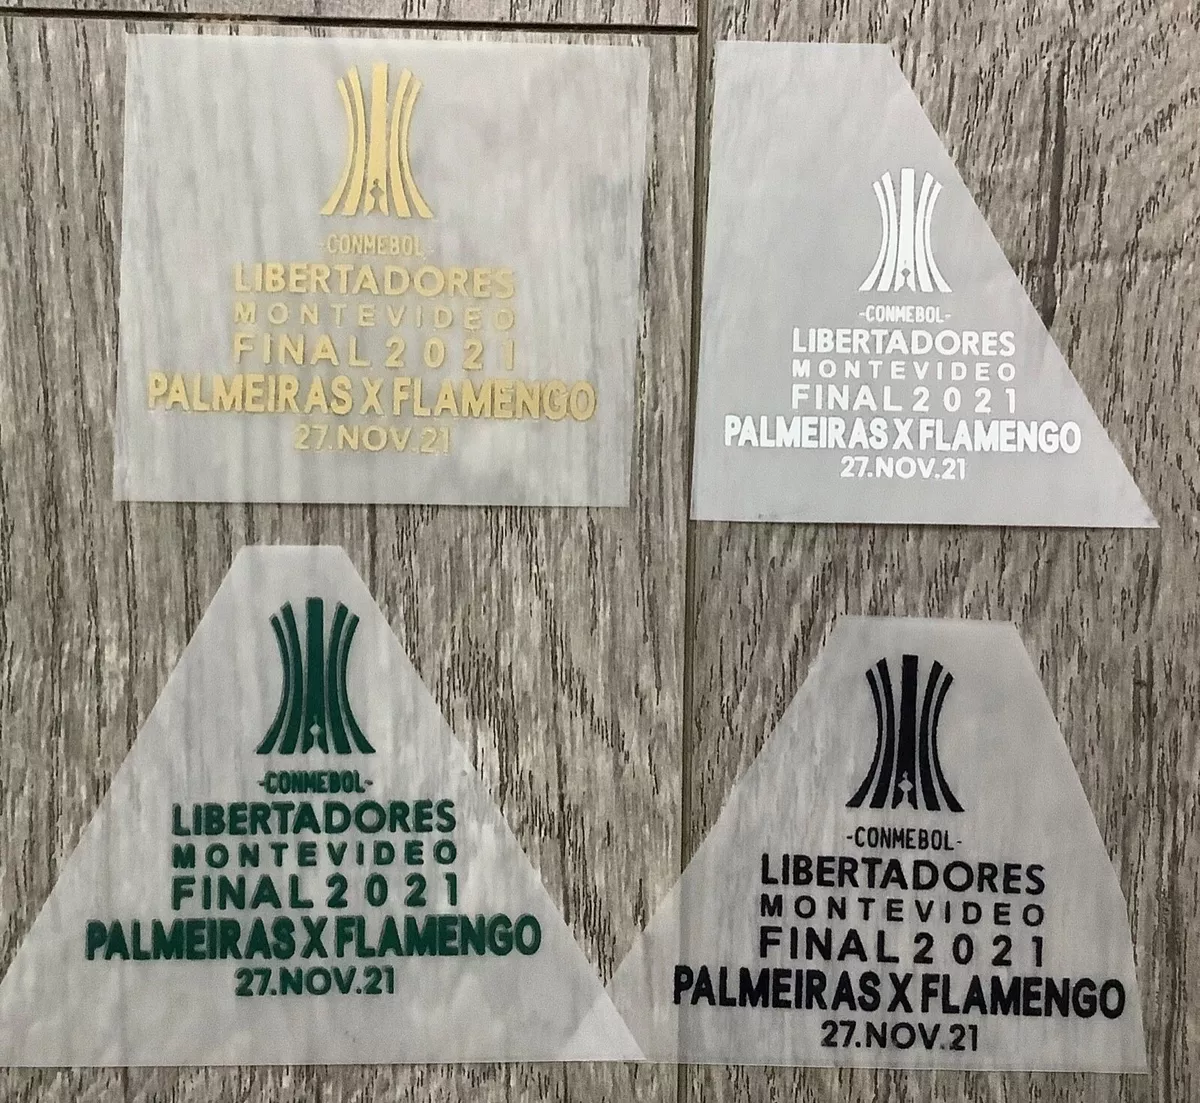 -CONMEBOL-
LIBERTADORES
MONTEVIDEO
FINAL 2021
PALMEIRAS X FLAMENGO
27.NOV.21
-CONMEBOL-
LIBERTADORES
MONTEVIDEO
FINAL 2021
PALMEIRAS X FLAMENGO
27.NOV.21
-CONMEBOL-
LIBERTADORES
MONTEVIDEO
FINAL 2021
PALMEIRAS X FLAMENGO
27.NOV.21
-CONMEBOL-
LIBERTADORES
MONTEVIDEO
FINAL 2021
PALMEIRAS X FLAMENGO
27.NOV.21